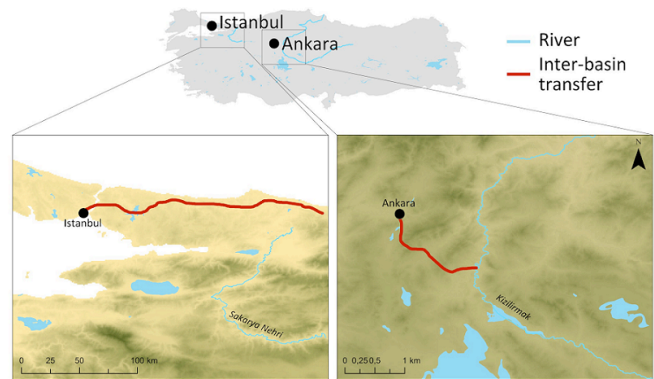 Istanbul
Ankara
River
Inter-basin
transfer
Istanbul
Sakarya Nehri
0 25 50 100 km
N
Ankara
Kizilirmak
0 0,250,5 1 km